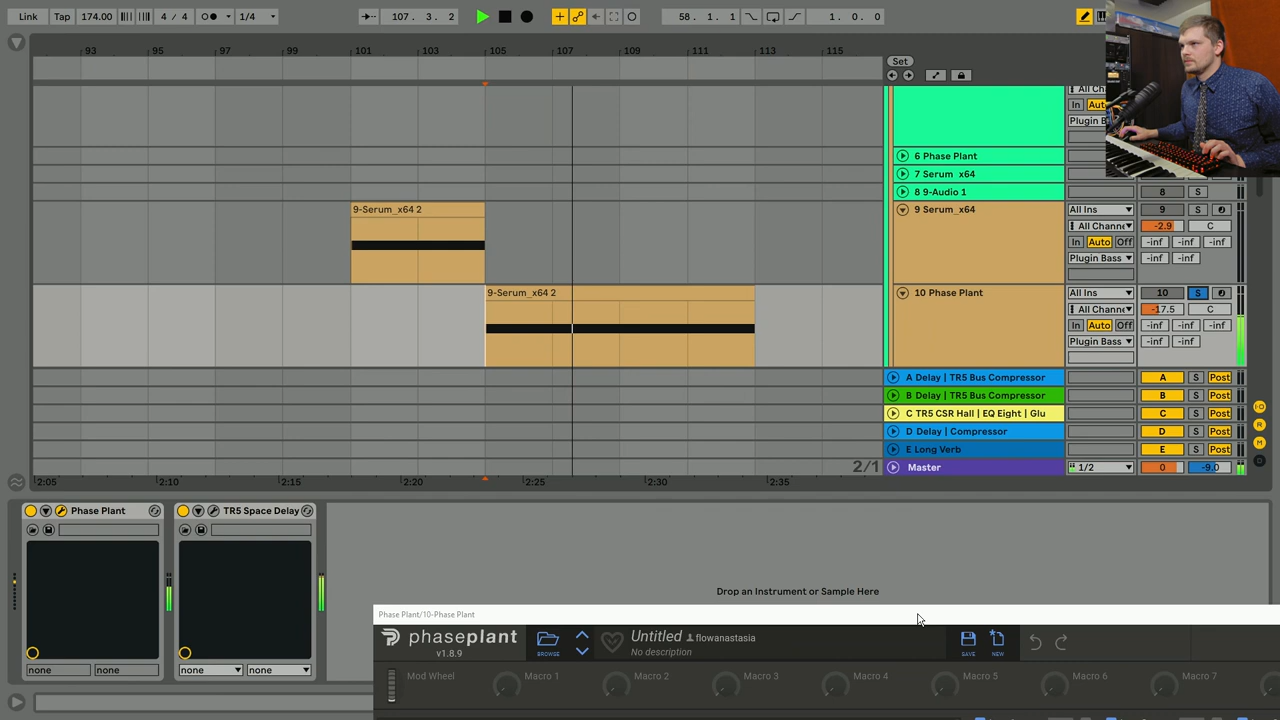 Link Tap 174.00 4 / 4 1/4 107. 3. 2 58. 1. 1 1. 0. 0
93 95 97 99 101 103 105 107 109 111 113 115
Set
All Chan
In Aut
Plugin B
6 Phase Plant
7 Serum_x64
8 9-Audio 1 8 S
9-Serum_x64 2 9 Serum_x64 All Ins 9 S
All Channe -2.9 C
In Auto Off -inf -inf -inf
Plugin Bass -inf -inf
9-Serum_x64 2 10 Phase Plant All Ins 10 S
All Channe -17.5 C
In Auto Off -inf -inf -inf
Plugin Bass -inf -inf
A Delay | TR5 Bus Compressor A S Post
B Delay | TR5 Bus Compressor B S Post
C TR5 CSR Hall | EQ Eight | Glu C S Post
D Delay | Compressor D S Post
E Long Verb E S Post
2/1 Master 1/2 0 -9.0
2:05 2:10 2:15 2:20 2:25 2:30 2:35
Phase Plant TR5 Space Delay
none none none none
Drop an Instrument or Sample Here
Phase Plant/10-Phase Plant
phaseplant
v1.8.9
BROWSE
Untitled flowanastasia
No description
SAVE NEW
Mod Wheel Macro 1 Macro 2 Macro 3 Macro 4 Macro 5 Macro 6 Macro 7